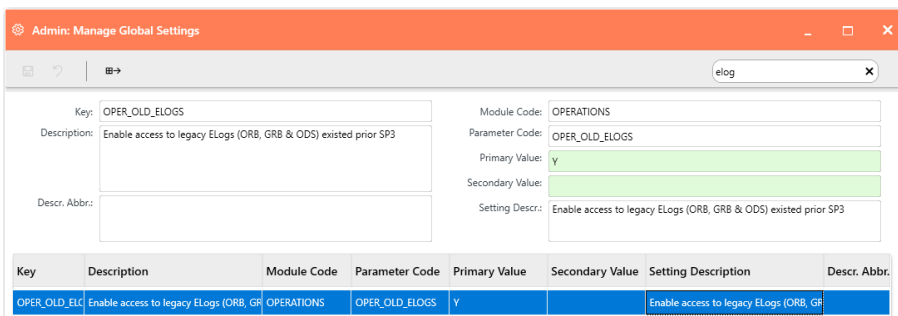 Admin: Manage Global Settings
elog
Key: OPER_OLD_ELOGS
Module Code: OPERATIONS
Description: Enable access to legacy ELogs (ORB, GRB & ODS) existed prior SP3
Parameter Code: OPER_OLD_ELOGS
Primary Value: Y
Secondary Value:
Descr. Abbr.:
Setting Descr.: Enable access to legacy ELogs (ORB, GRB & ODS) existed prior SP3
Key Description Module Code Parameter Code Primary Value Secondary Value Setting Description Descr. Abbr.
OPER_OLD_ELC Enable access to legacy ELogs (ORB, GR OPERATIONS OPER_OLD_ELOGS Y Enable access to legacy ELogs (ORB, GR